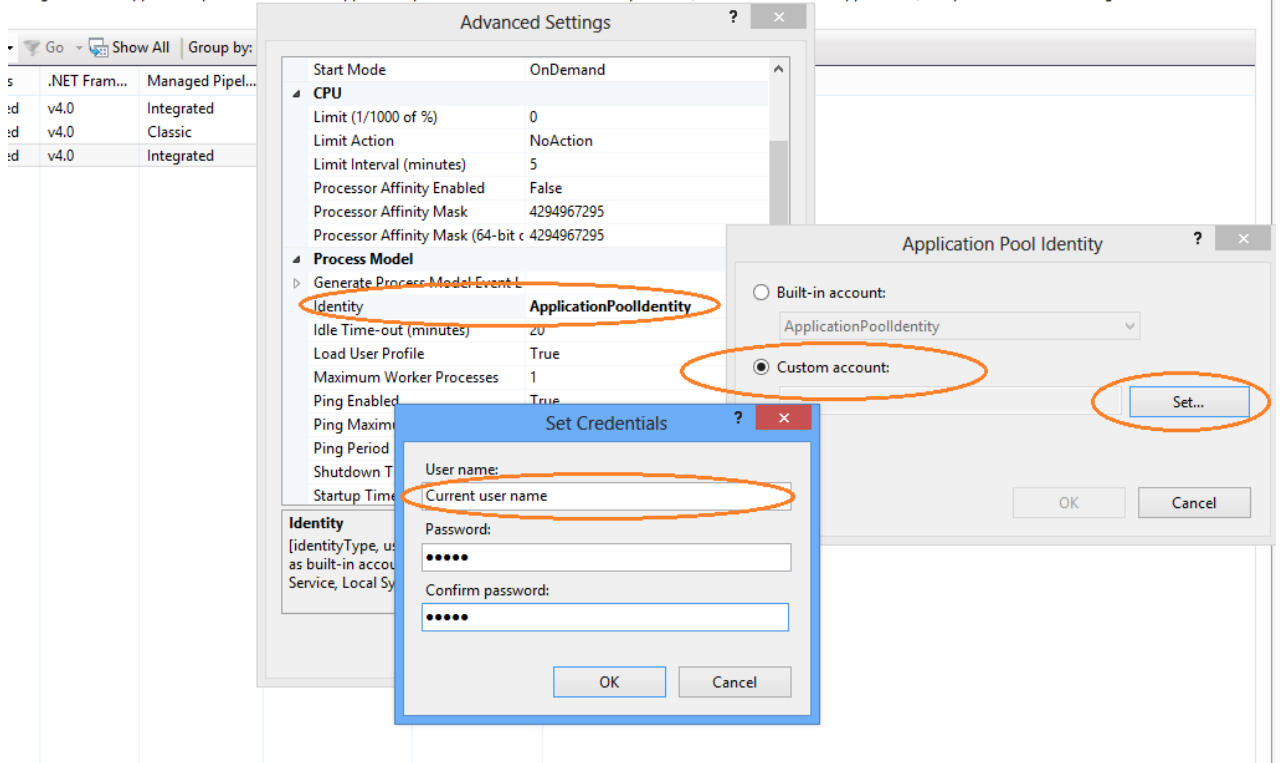 Go Show All Group by:
.NET Fram... Managed Pipel...
v4.0 Integrated
v4.0 Classic
v4.0 Integrated
Advanced Settings ? ×
Start Mode OnDemand
CPU
Limit (1/1000 of %) 0
Limit Action NoAction
Limit Interval (minutes) 5
Processor Affinity Enabled False
Processor Affinity Mask 4294967295
Processor Affinity Mask (64-bit c 4294967295
Process Model
Generate Process Model Event L
Identity ApplicationPoolIdentity
Idle Time-out (minutes) 20
Load User Profile True
Maximum Worker Processes 1
Ping Enabled True
Ping Maxim
Ping Period
Shutdown T
Startup Time
Identity
[identityType, us
as built-in accou
Service, Local Sy
Application Pool Identity ? ×
Built-in account:
ApplicationPoolIdentity
Custom account:
Set...
OK Cancel
Set Credentials ? ×
User name:
Current user name
Password:
•••••
Confirm password:
•••••
OK Cancel